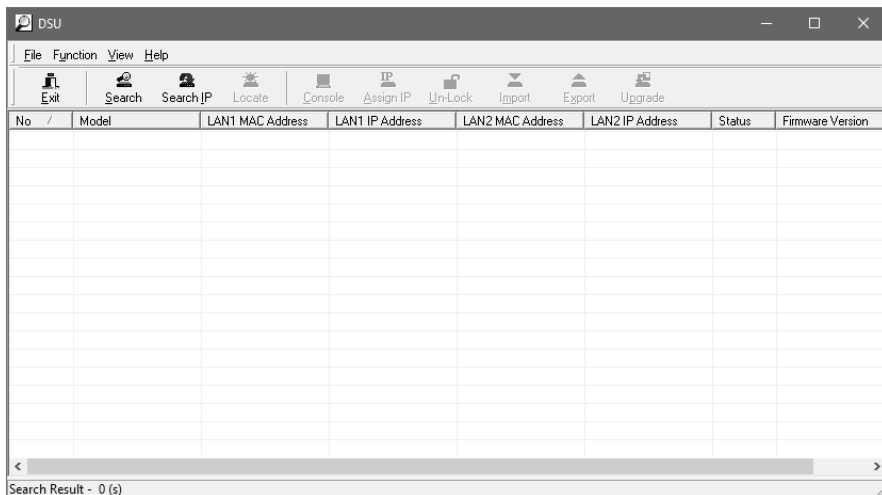 DSU
File Function View Help
Exit Search Search IP Locate Console Assign IP Un-Lock Import Export Upgrade
No Model LAN1 MAC Address LAN1 IP Address LAN2 MAC Address LAN2 IP Address Status Firmware Version
Search Result - 0 (s)